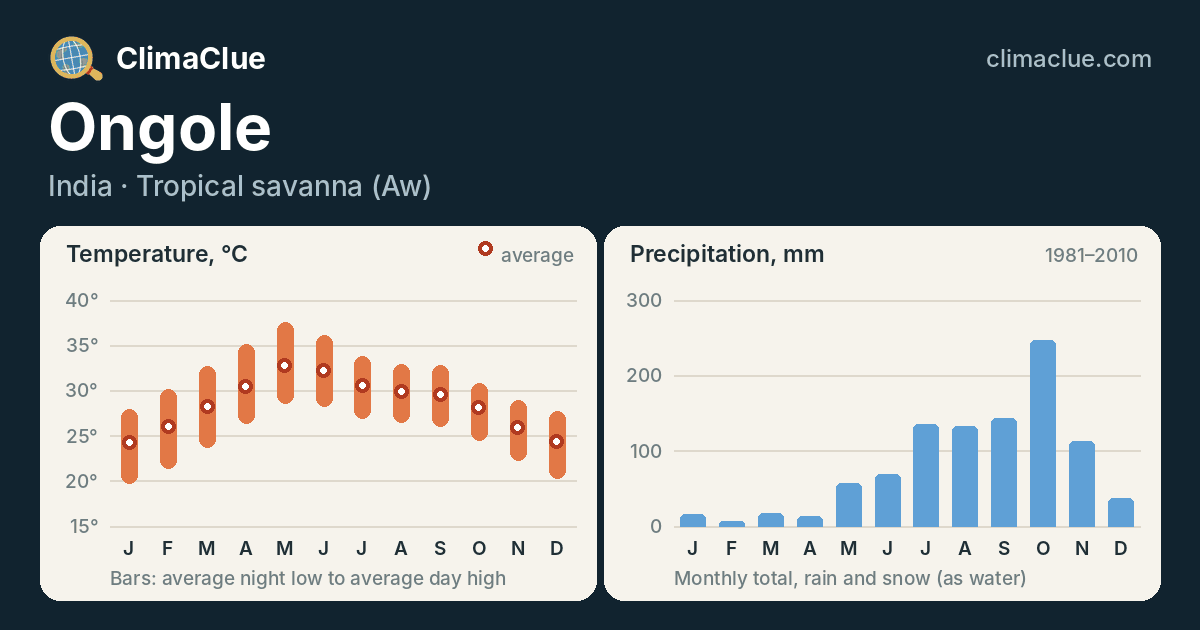 ClimaClue
climaclue.com
Ongole
India · Tropical savanna (Aw)
Temperature, °C
average
40°
35°
30°
25°
20°
15°
J F M A M J J A S O N D
Bars: average night low to average day high
Precipitation, mm
1981–2010
300
200
100
0
J F M A M J J A S O N D
Monthly total, rain and snow (as water)